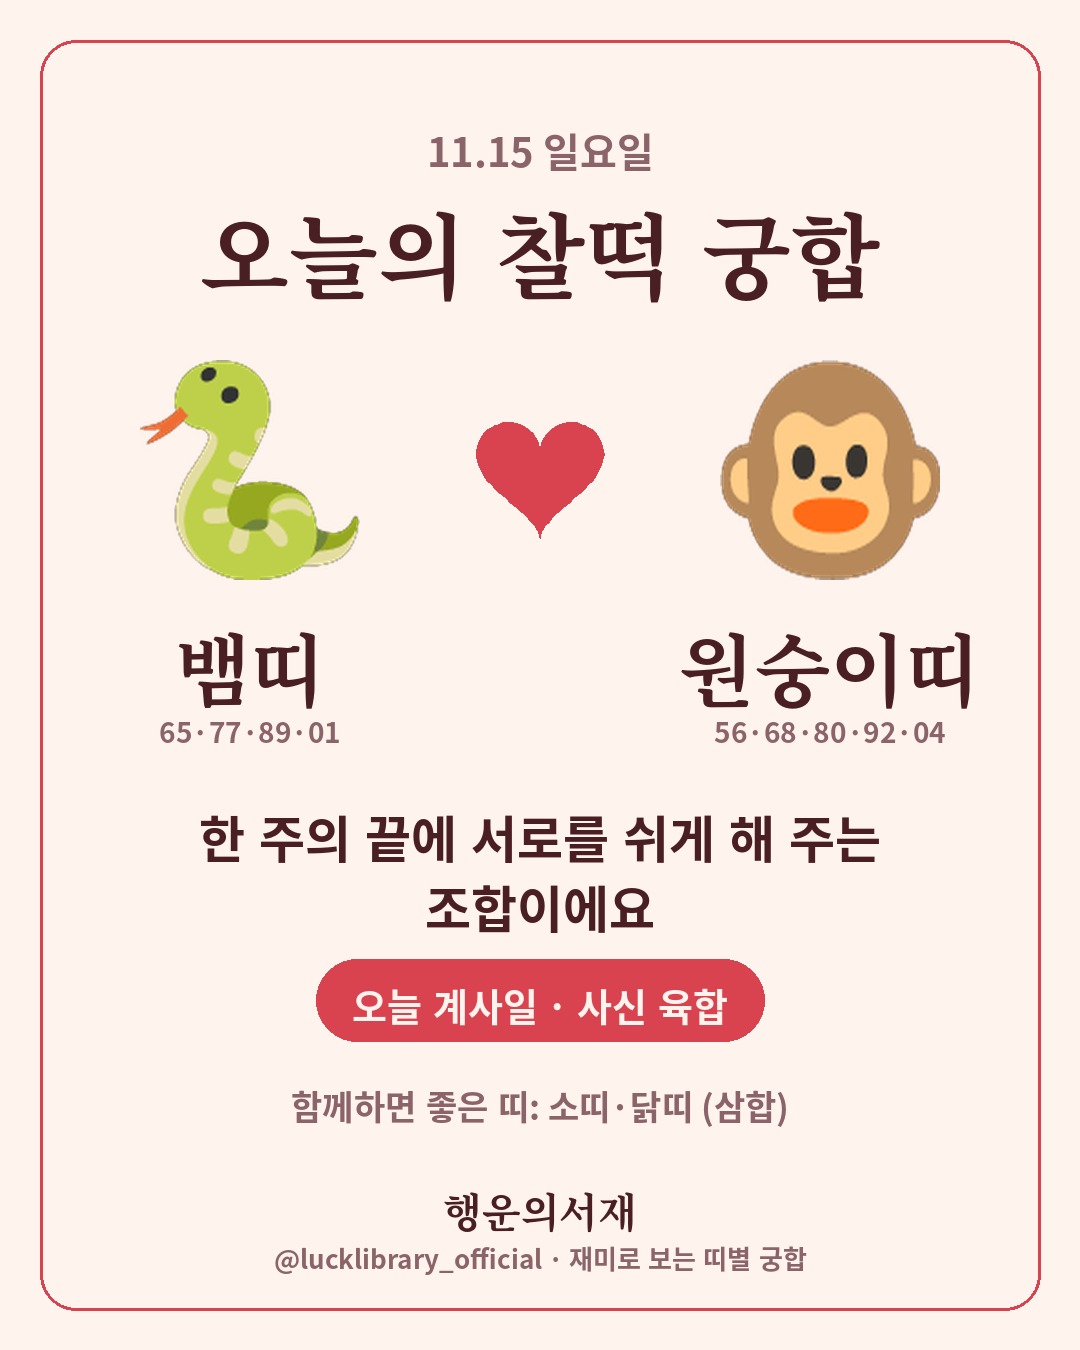 11.15 일요일
오늘의 찰떡 궁합
뱀띠
원숭이띠
65·77·89·01
56·68·80·92·04
한 주의 끝에 서로를 쉬게 해 주는
조합이에요
오늘 계사일 · 사신 육합
함께하면 좋은 띠: 소띠·닭띠 (삼합)
행운의서재
@lucklibrary_official · 재미로 보는 띠별 궁합